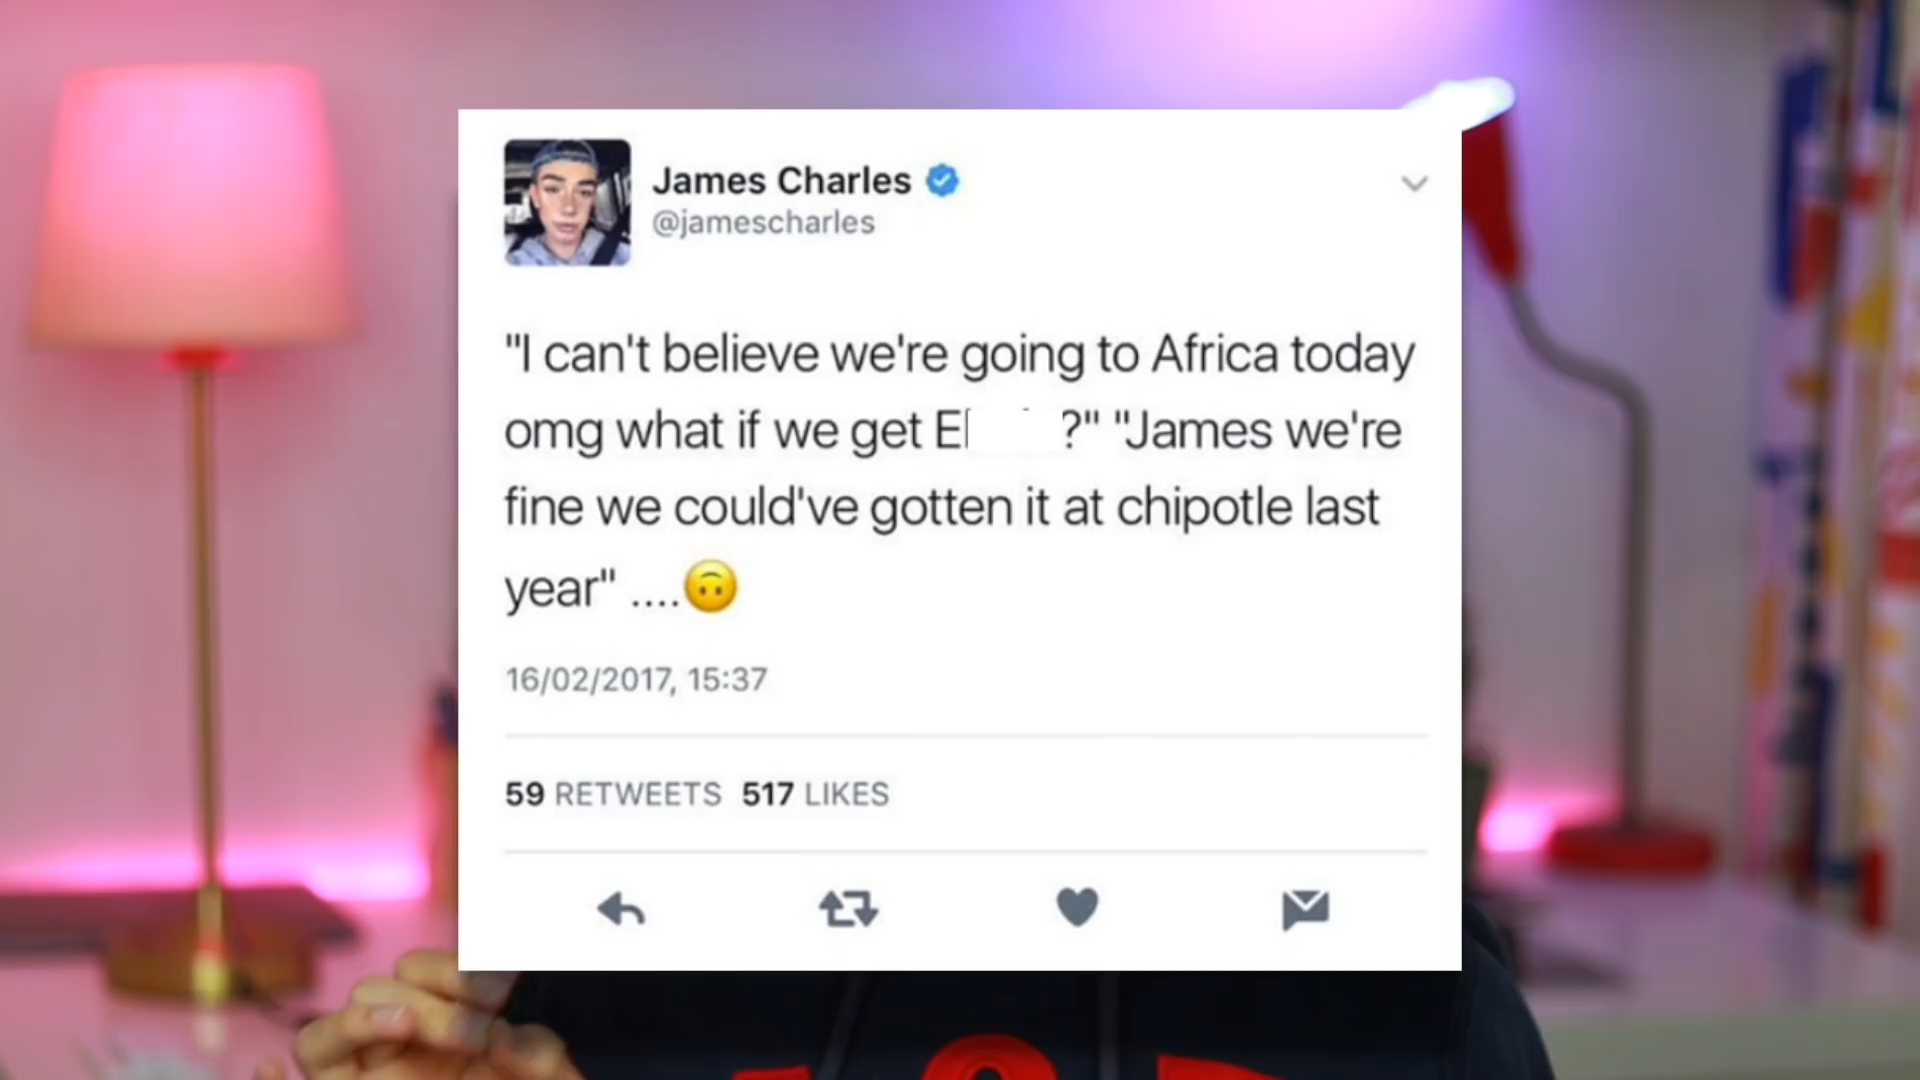 James Charles
@jamescharles
"I can't believe we're going to Africa today
omg what if we get E ?" "James we're
fine we could've gotten it at chipotle last
year" ....🙃
16/02/2017, 15:37
59 RETWEETS 517 LIKES